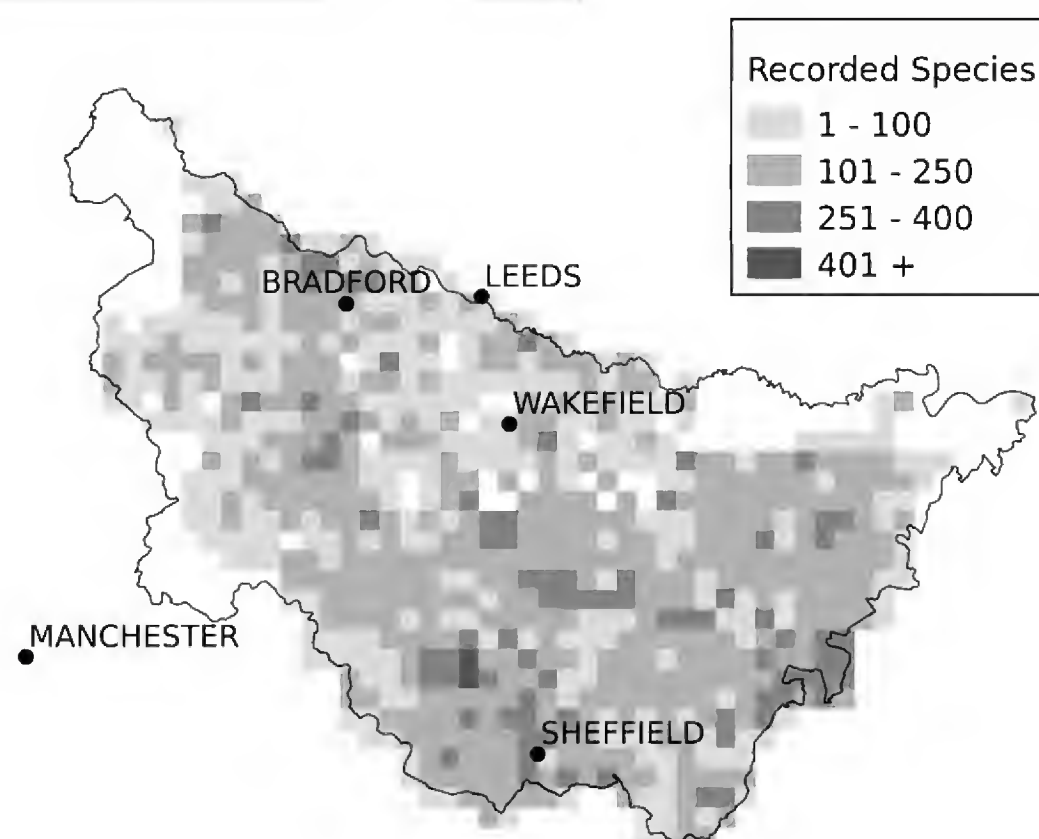 Recorded Species
1 - 100
101 - 250
251 - 400
401 +
BRADFORD
LEEDS
WAKEFIELD
MANCHESTER
SHEFFIELD